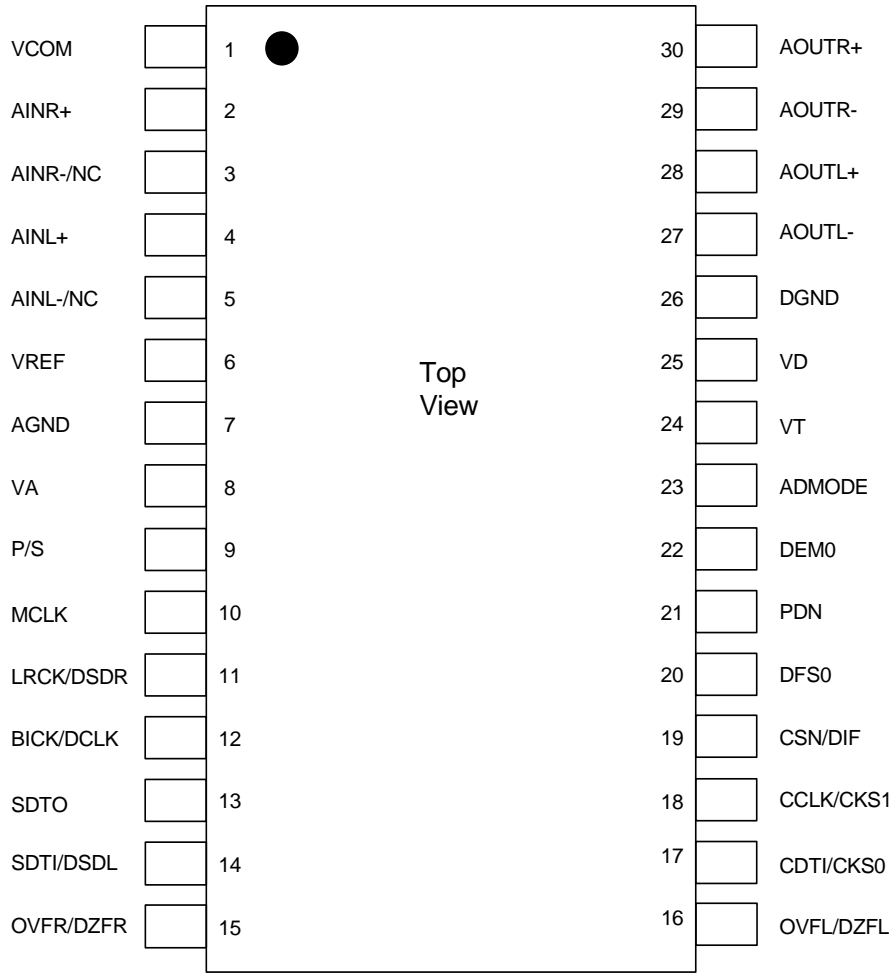 VCOM 1 30 AOUTR+
AINR+ 2 29 AOUTR-
AINR-/NC 3 28 AOUTL+
AINL+ 4 27 AOUTL-
AINL-/NC 5 26 DGND
VREF 6 25 VD
Top
View
AGND 7 24 VT
VA 8 23 ADMODE
P/S 9 22 DEM0
MCLK 10 21 PDN
LRCK/DSDR 11 20 DFS0
BICK/DCLK 12 19 CSN/DIF
SDTO 13 18 CCLK/CKS1
SDTI/DSDL 14 17 CDTI/CKS0
OVFR/DZFR 15 16 OVFL/DZFL